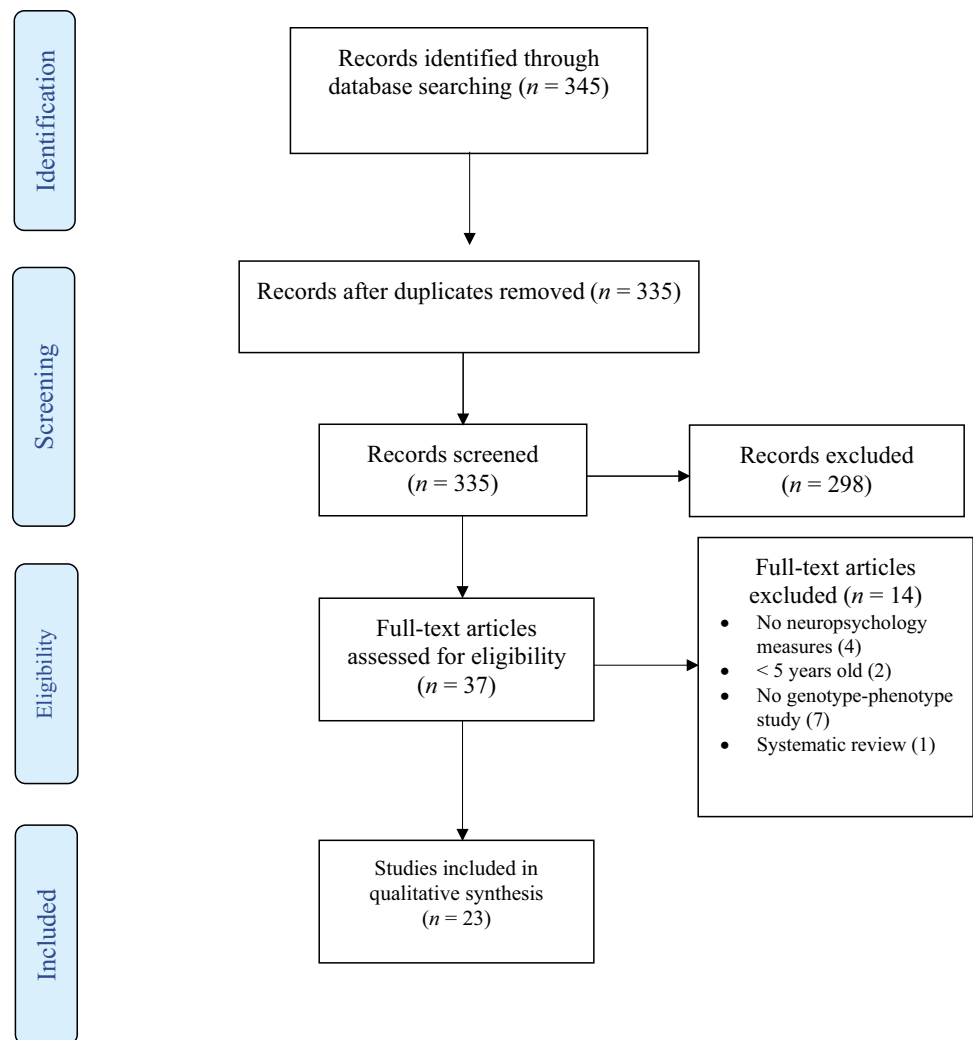 Identification
Records identified through
database searching (n = 345)
Screening
Records after duplicates removed (n = 335)
Records screened
(n = 335)
Records excluded
(n = 298)
Eligibility
Full-text articles
assessed for eligibility
(n = 37)
Full-text articles
excluded (n = 14)
• No neuropsychology
measures (4)
• < 5 years old (2)
• No genotype-phenotype
study (7)
• Systematic review (1)
Included
Studies included in
qualitative synthesis
(n = 23)